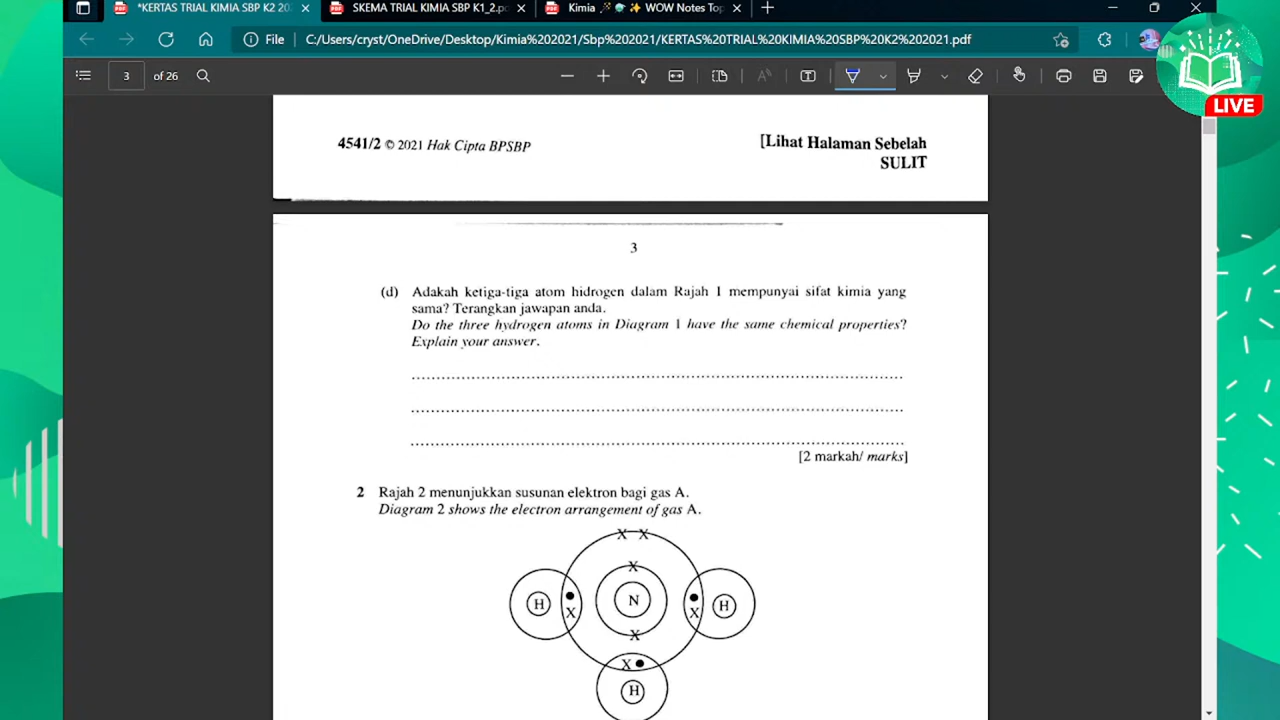 *KERTAS TRIAL KIMIA SBP K2 20
SKEMA TRIAL KIMIA SBP K1_2.p
Kimia 🪄 ✨ WOW Notes Top
File
C:/Users/cryst/OneDrive/Desktop/Kimia%202021/Sbp%202021/KERTAS%20TRIAL%20KIMIA%20SBP%20K2%202021.pdf
3 of 26
LIVE
4541/2 © 2021 Hak Cipta BPSBP
[Lihat Halaman Sebelah
SULIT
3
(d) Adakah ketiga-tiga atom hidrogen dalam Rajah 1 mempunyai sifat kimia yang
sama? Terangkan jawapan anda.
Do the three hydrogen atoms in Diagram 1 have the same chemical properties?
Explain your answer.
[2 markah/ marks]
2 Rajah 2 menunjukkan susunan elektron bagi gas A.
Diagram 2 shows the electron arrangement of gas A.
X X
X
H X N X H
X
X
H